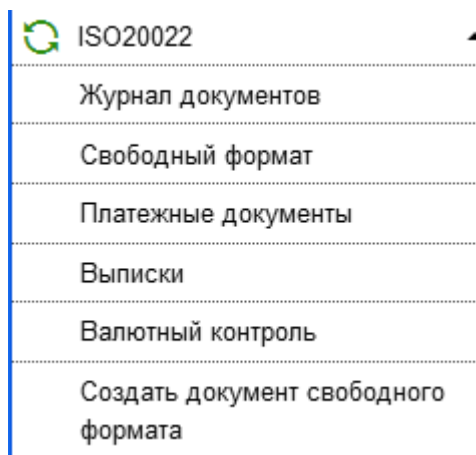 ISO20022
Журнал документов
Свободный формат
Платежные документы
Выписки
Валютный контроль
Создать документ свободного
формата